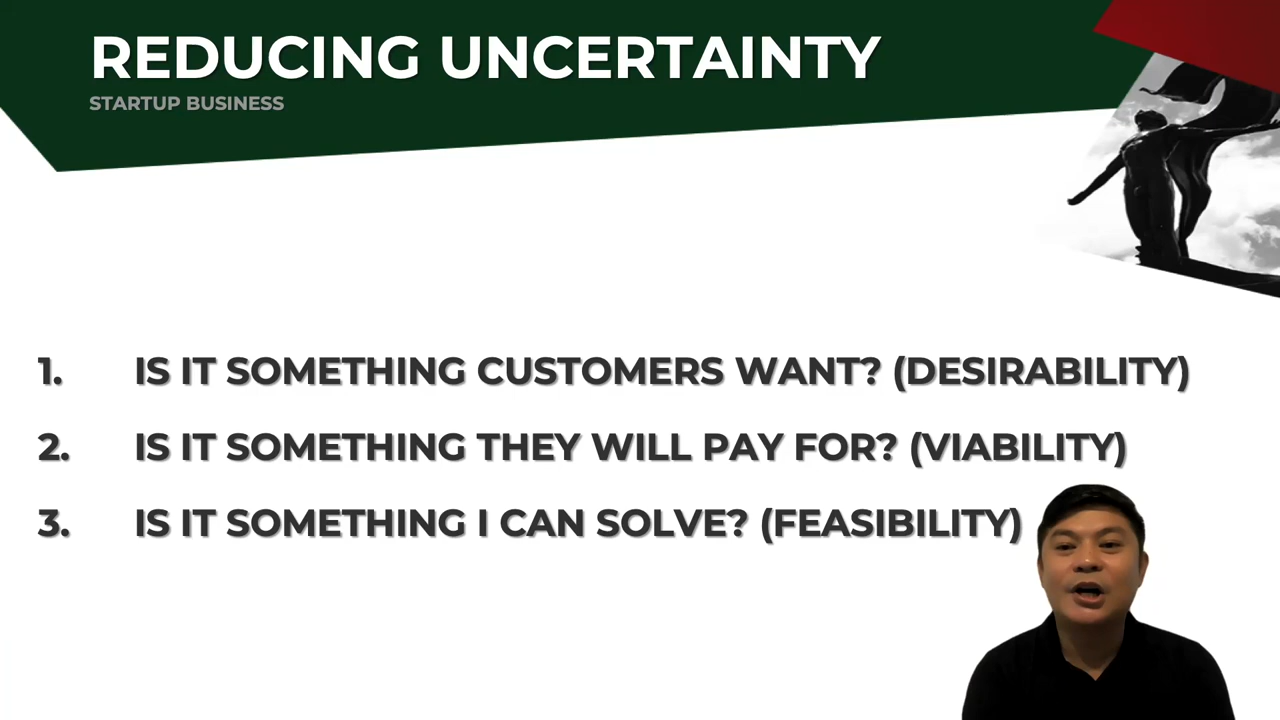 REDUCING UNCERTAINTY
STARTUP BUSINESS
1. IS IT SOMETHING CUSTOMERS WANT? (DESIRABILITY)
2. IS IT SOMETHING THEY WILL PAY FOR? (VIABILITY)
3. IS IT SOMETHING I CAN SOLVE? (FEASIBILITY)